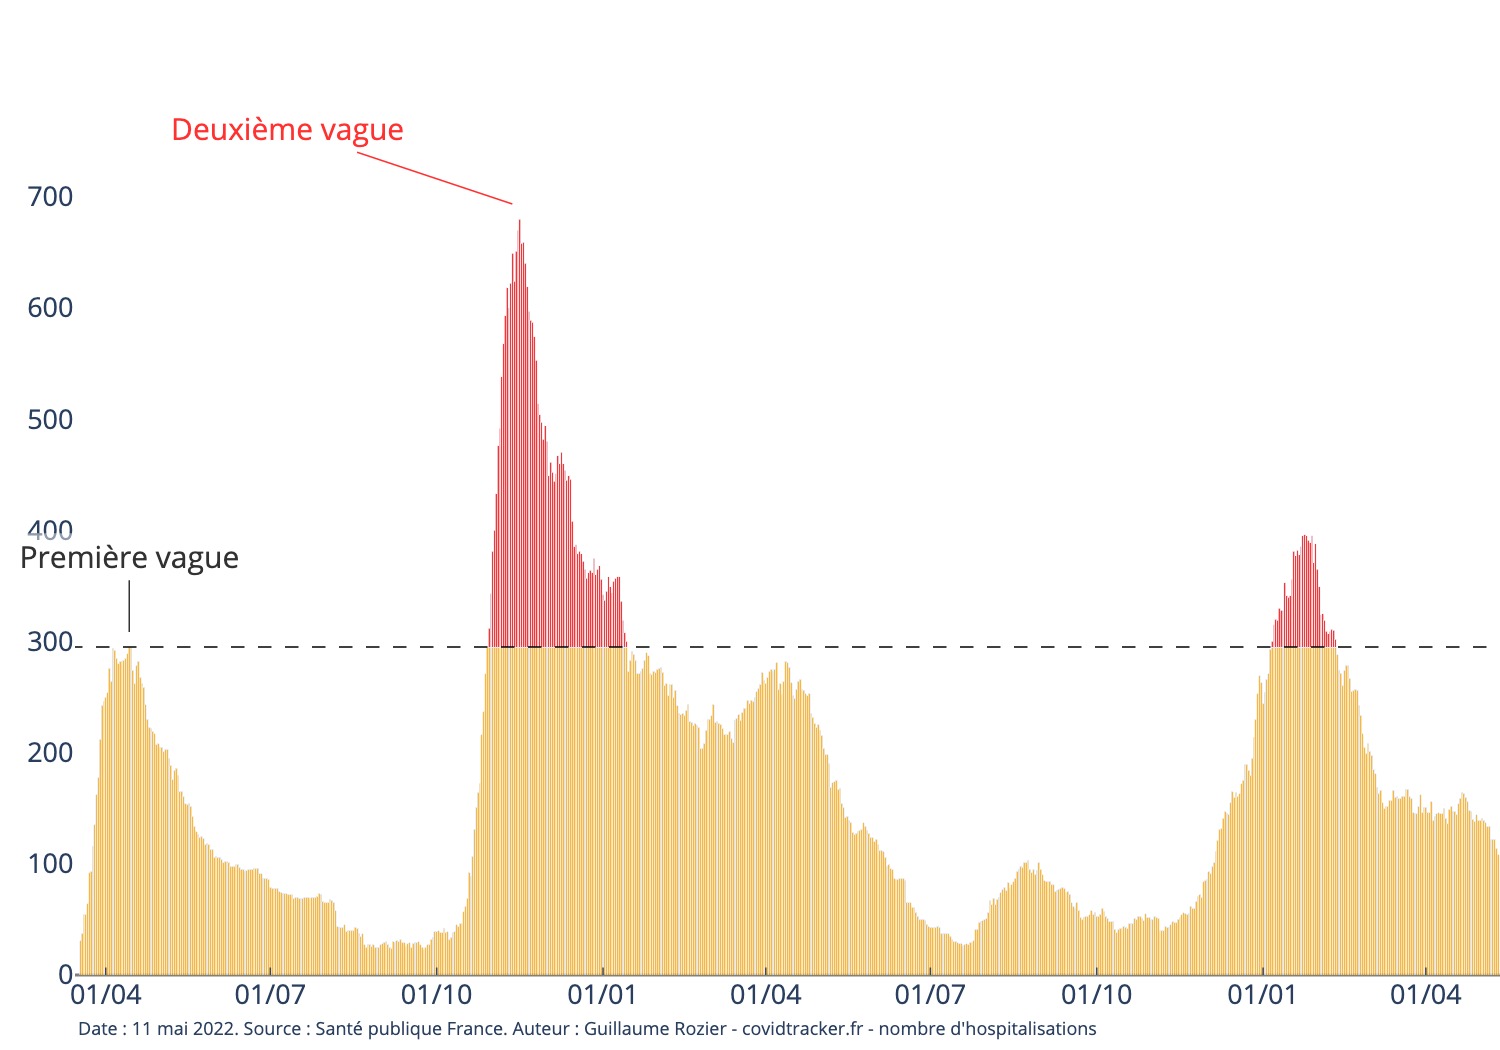 Deuxième vague
700
600
500
400
Première vague
300
200
100
0
01/04 01/07 01/10 01/01 01/04 01/07 01/10 01/01 01/04
Date : 11 mai 2022. Source : Santé publique France. Auteur : Guillaume Rozier - covidtracker.fr - nombre d'hospitalisations